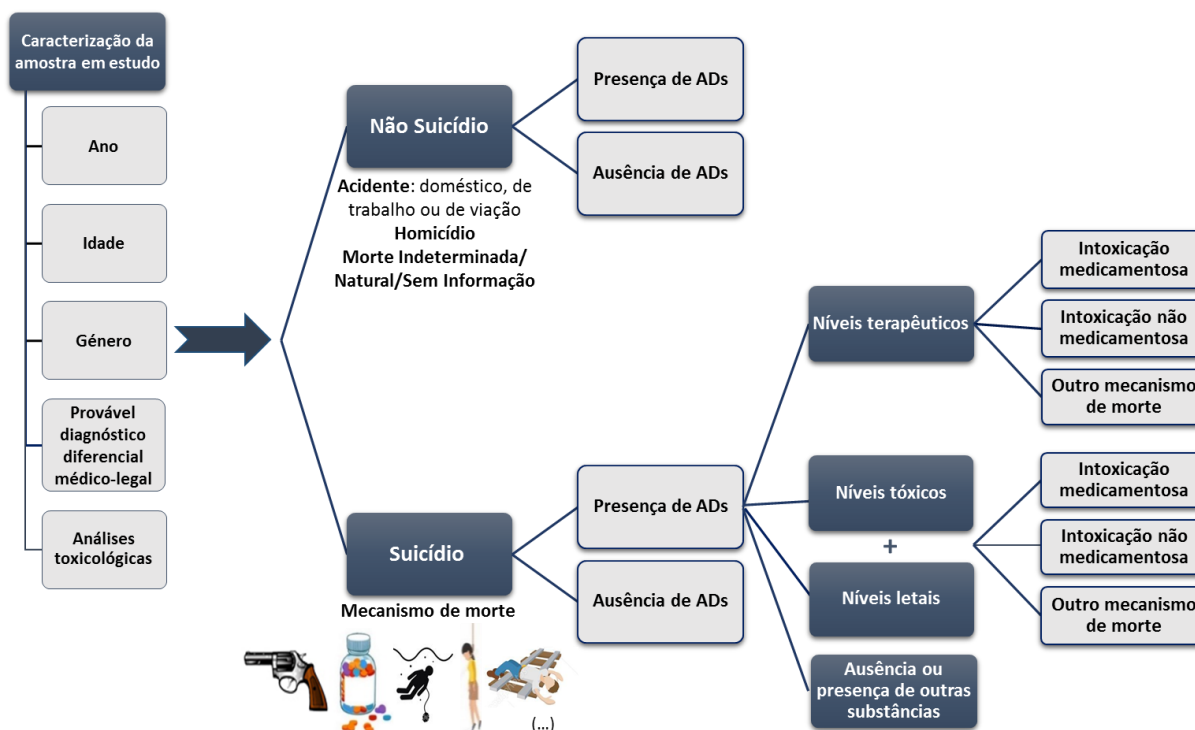 Caracterização da
amostra em estudo
Ano
Idade
Género
Provável
diagnóstico
diferencial
médico-legal
Análises
toxicológicas
Não Suicídio
Acidente: doméstico, de
trabalho ou de viação
Homicídio
Morte Indeterminada/
Natural/Sem Informação
Presença de ADs
Ausência de ADs
Suicídio
Mecanismo de morte
(...)
Presença de ADs
Ausência de ADs
Níveis terapêuticos
Intoxicação
medicamentosa
Intoxicação não
medicamentosa
Outro mecanismo
de morte
Níveis tóxicos
+
Níveis letais
Intoxicação
medicamentosa
Intoxicação não
medicamentosa
Outro mecanismo
de morte
Ausência ou
presença de outras
substâncias